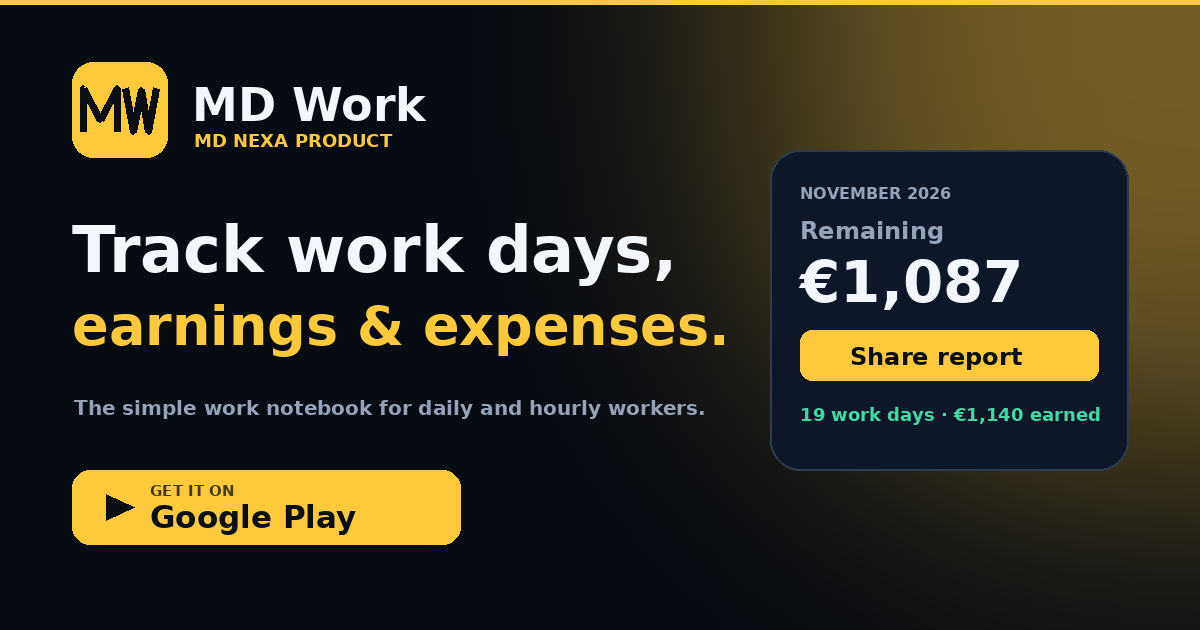 MW
MD Work
MD NEXA PRODUCT
Track work days,
earnings & expenses.
The simple work notebook for daily and hourly workers.
GET IT ON
Google Play
NOVEMBER 2026
Remaining
€1,087
Share report
19 work days · €1,140 earned